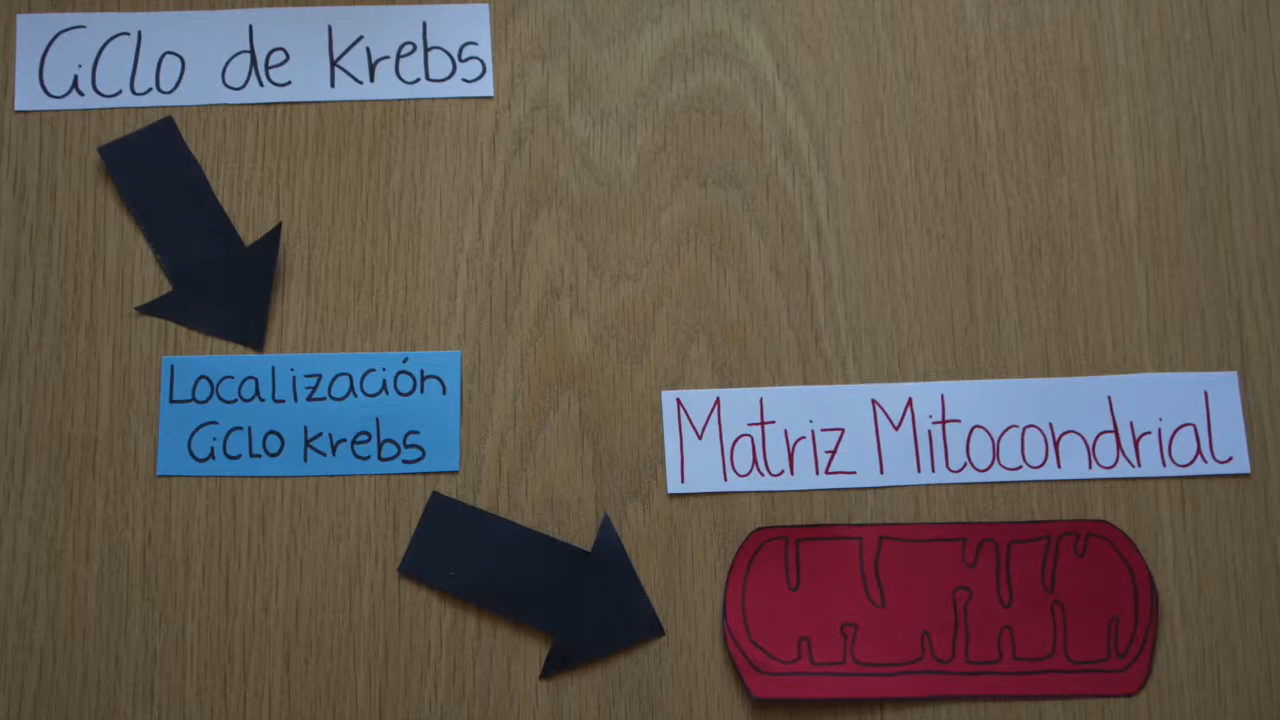 Ciclo de Krebs
Localización
Ciclo Krebs
Matriz Mitocondrial